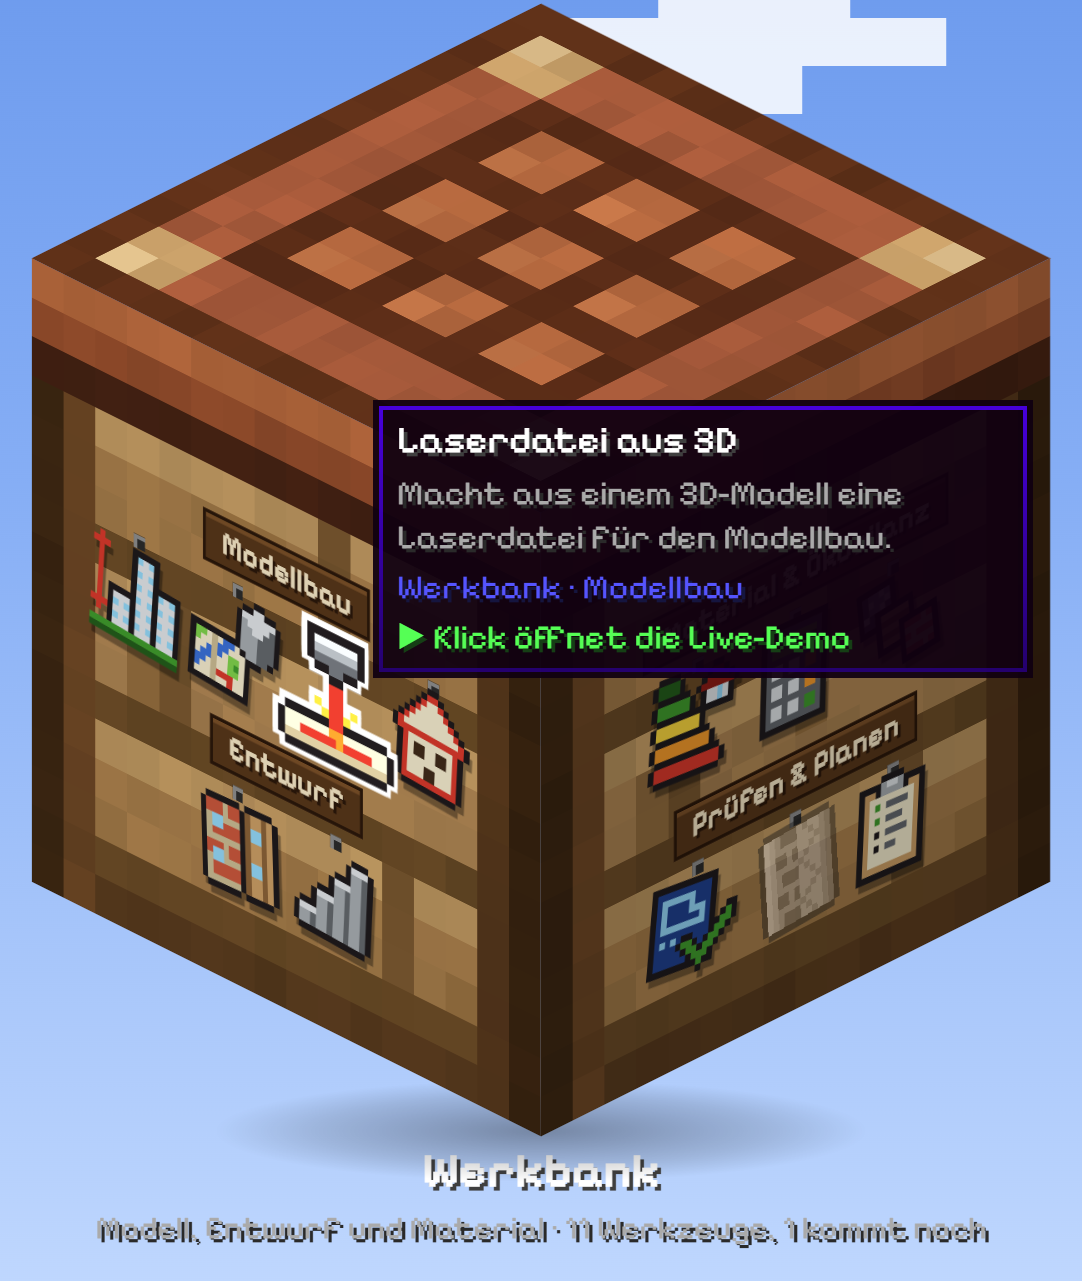 Laserdatei aus 3D
Macht aus einem 3D-Modell eine
Laserdatei für den Modellbau.
Werkbank · Modellbau
▶ Klick öffnet die Live-Demo
Modellbau
Entwurf
Prüfen & Planen
Werkbank
Modell, Entwurf und Material · 11 Werkzeuge, 1 kommt noch